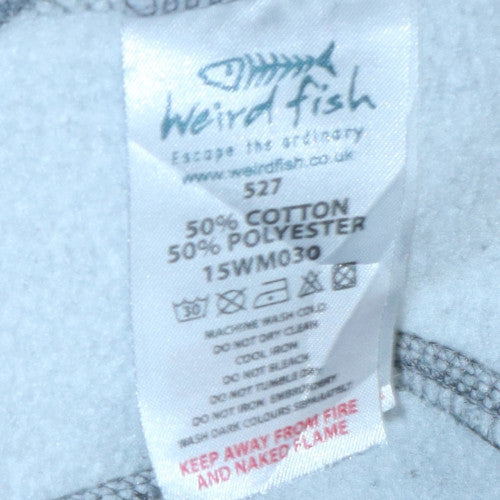 weird fish
Escape the ordinary
www.weirdfish.co.uk
527
50% COTTON
50% POLYESTER
15WM030
30
MACHINE WASH COLD
DO NOT DRY CLEAN
COOL IRON
DO NOT BLEACH
DO NOT TUMBLE DRY
DO NOT IRON EMBROIDERY
WASH DARK COLOURS SEPARATELY
KEEP AWAY FROM FIRE
AND NAKED FLAME